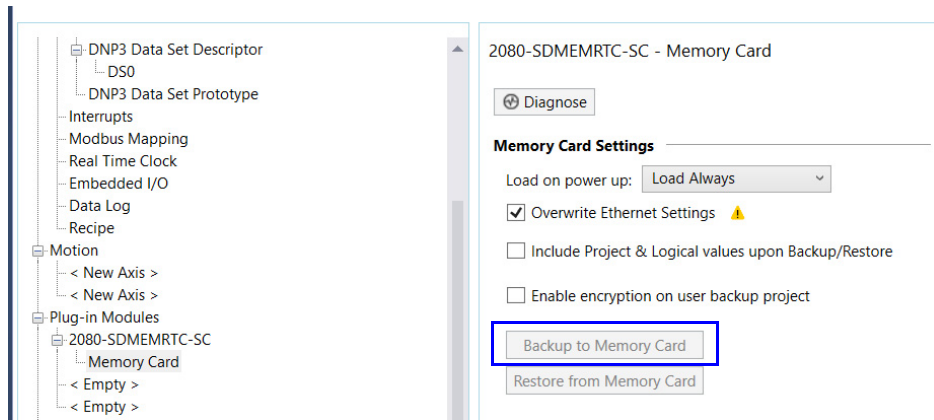 DNP3 Data Set Descriptor
DS0
DNP3 Data Set Prototype
Interrupts
Modbus Mapping
Real Time Clock
Embedded I/O
Data Log
Recipe
Motion
< New Axis >
< New Axis >
Plug-in Modules
2080-SDMEMRTC-SC
Memory Card
< Empty >
< Empty >
2080-SDMEMRTC-SC - Memory Card
Diagnose
Memory Card Settings
Load on power up: Load Always
Overwrite Ethernet Settings
Include Project & Logical values upon Backup/Restore
Enable encryption on user backup project
Backup to Memory Card
Restore from Memory Card